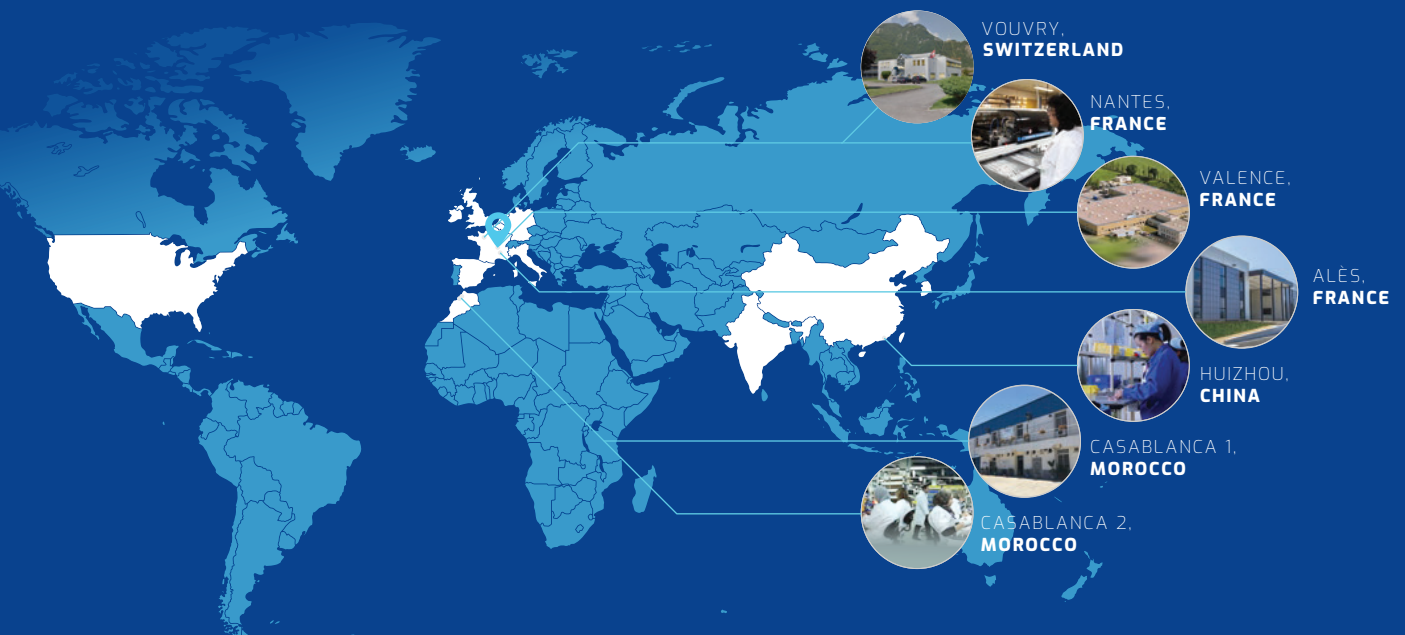 VOUVRY,
SWITZERLAND
NANTES,
FRANCE
VALENCE,
FRANCE
ALÈS,
FRANCE
HUIZHOU,
CHINA
CASABLANCA 1,
MOROCCO
CASABLANCA 2,
MOROCCO